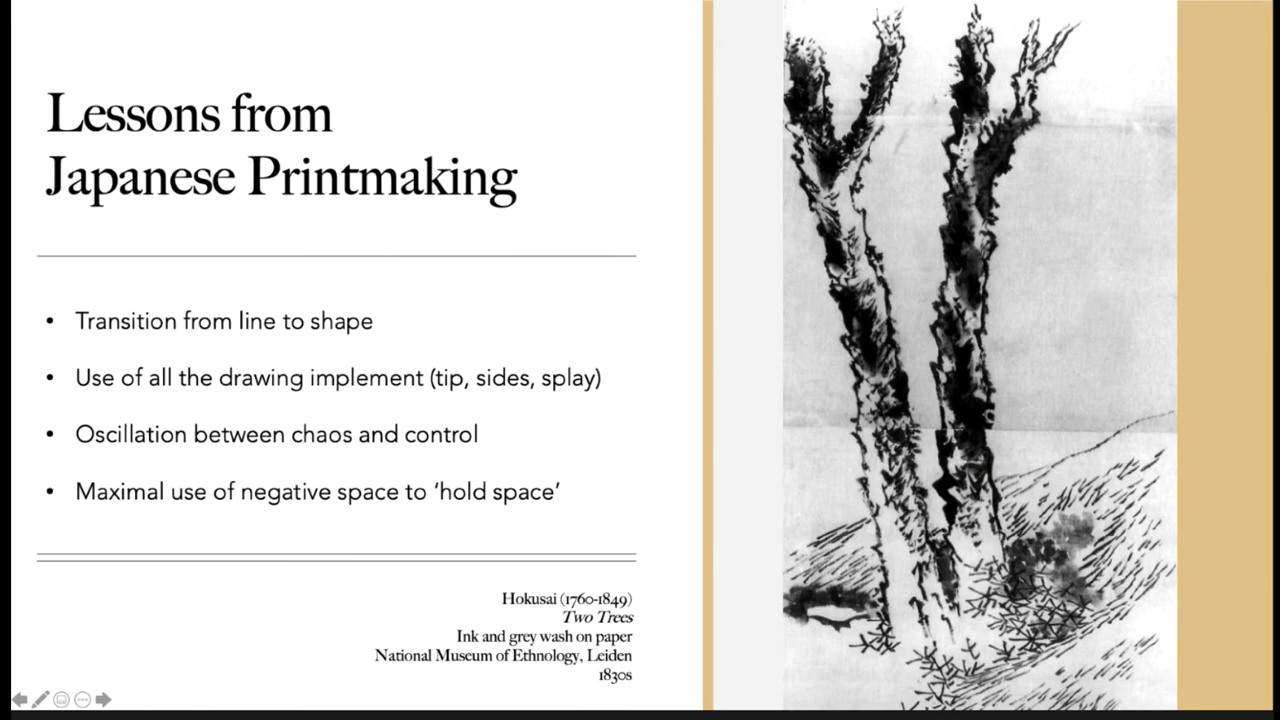 Lessons from
Japanese Printmaking
• Transition from line to shape
• Use of all the drawing implement (tip, sides, splay)
• Oscillation between chaos and control
• Maximal use of negative space to ‘hold space’
Hokusai (1760-1849)
Two Trees
Ink and grey wash on paper
National Museum of Ethnology, Leiden
1830s